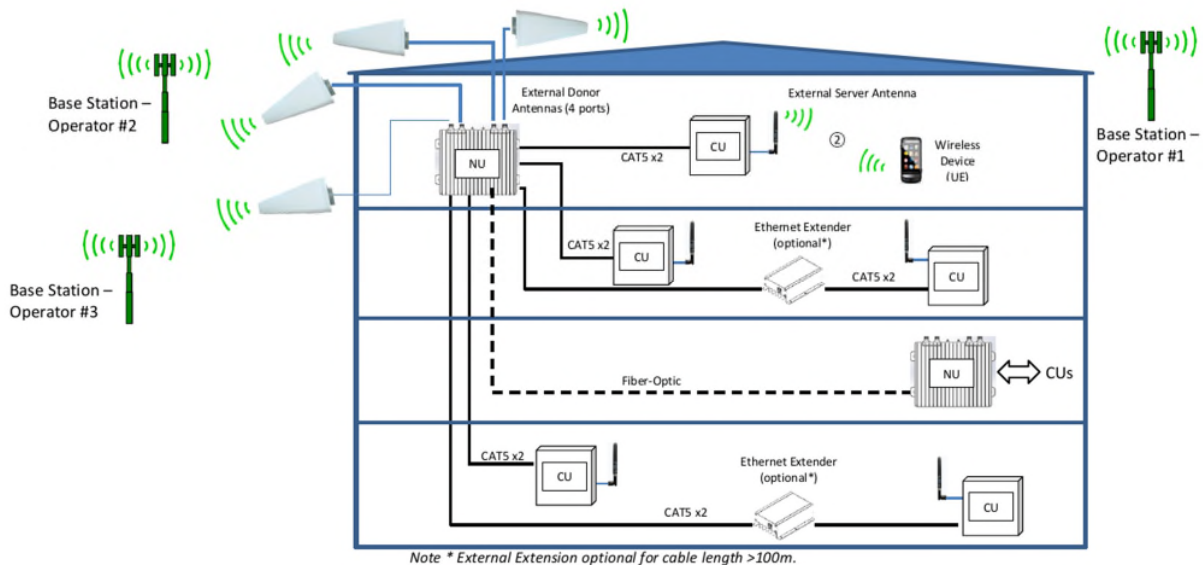 Base Station –
Operator #2
External Donor
Antennas (4 ports)
External Server Antenna
Base Station –
Operator #1
NU
CAT5 x2
CU
②
Wireless
Device
(UE)
CAT5 x2
CU
Ethernet Extender
(optional*)
CAT5 x2
CU
Base Station –
Operator #3
Fiber-Optic
NU
CUs
CAT5 x2
CU
Ethernet Extender
(optional*)
CAT5 x2
CU
Note * External Extension optional for cable length >100m.